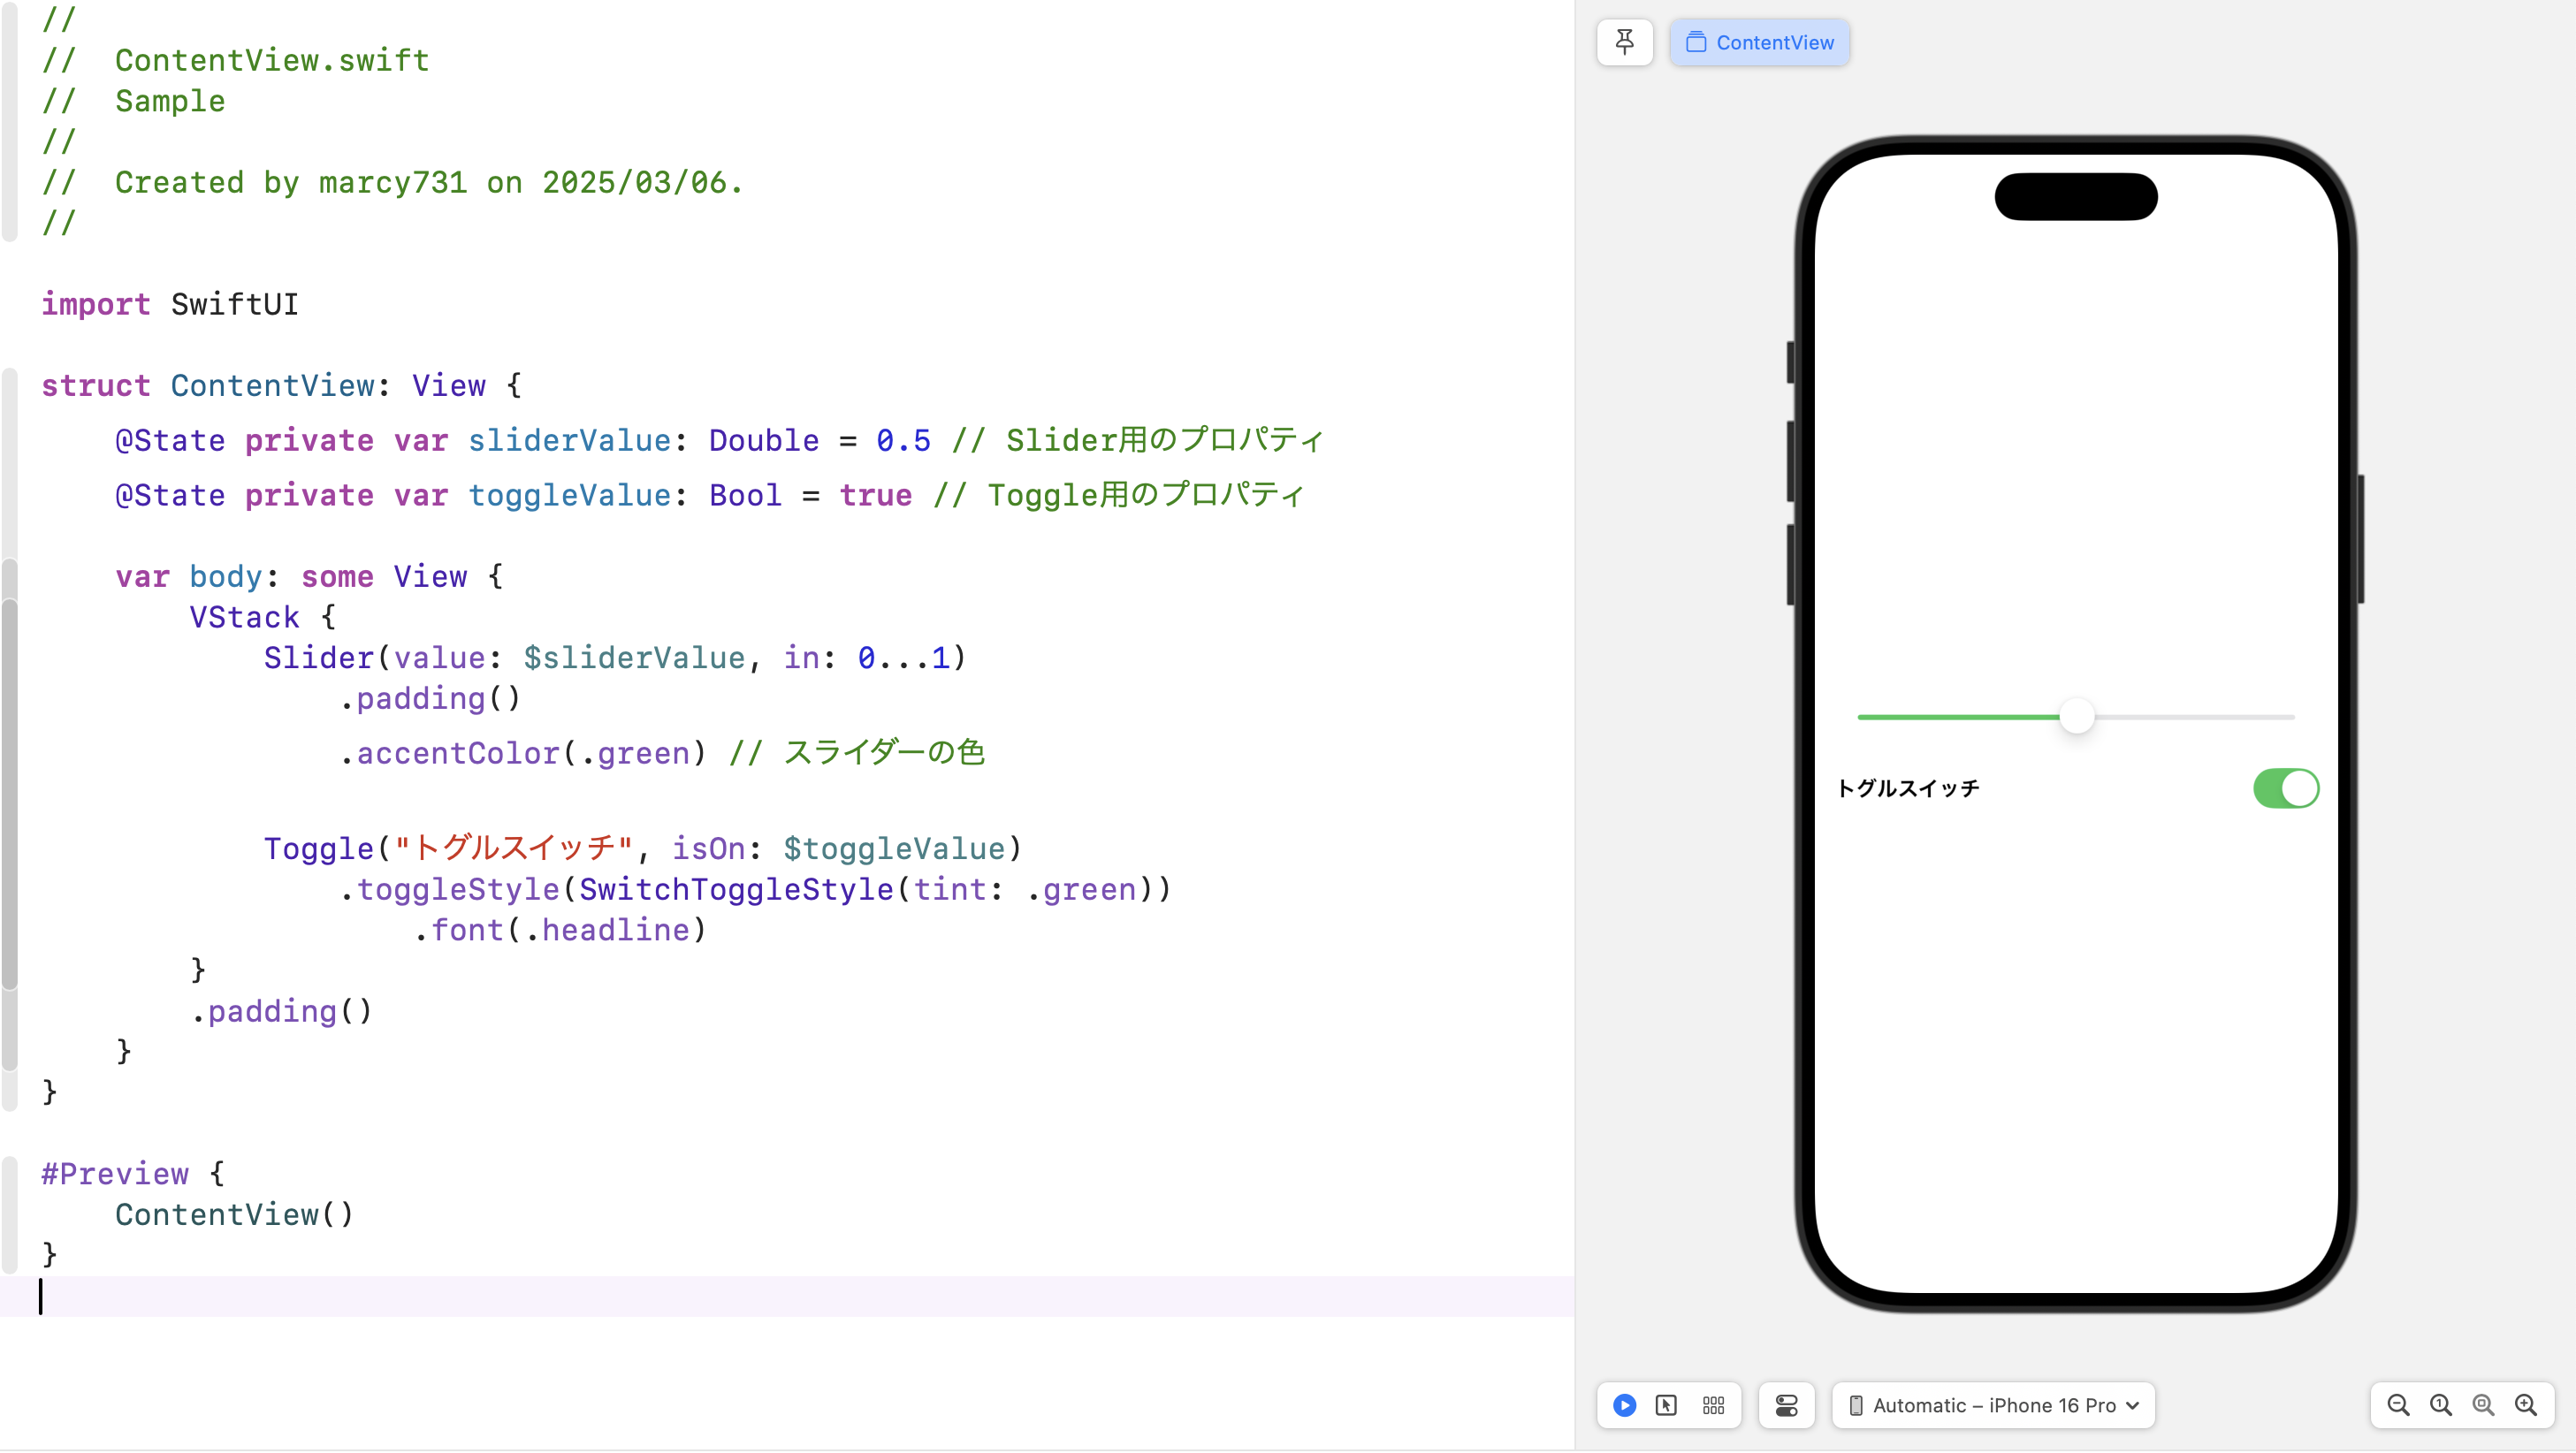 //
//  ContentView.swift
//  Sample
//
//  Created by marcy731 on 2025/03/06.
//
import SwiftUI
struct ContentView: View {
    @State private var sliderValue: Double = 0.5 // Slider用のプロパティ
    @State private var toggleValue: Bool = true // Toggle用のプロパティ
    var body: some View {
        VStack {
            Slider(value: $sliderValue, in: 0...1)
                .padding()
                .accentColor(.green) // スライダーの色
            Toggle("トグルスイッチ", isOn: $toggleValue)
                .toggleStyle(SwitchToggleStyle(tint: .green))
                    .font(.headline)
        }
        .padding()
    }
}
#Preview {
    ContentView()
}
ContentView
トグルスイッチ
Automatic – iPhone 16 Pro